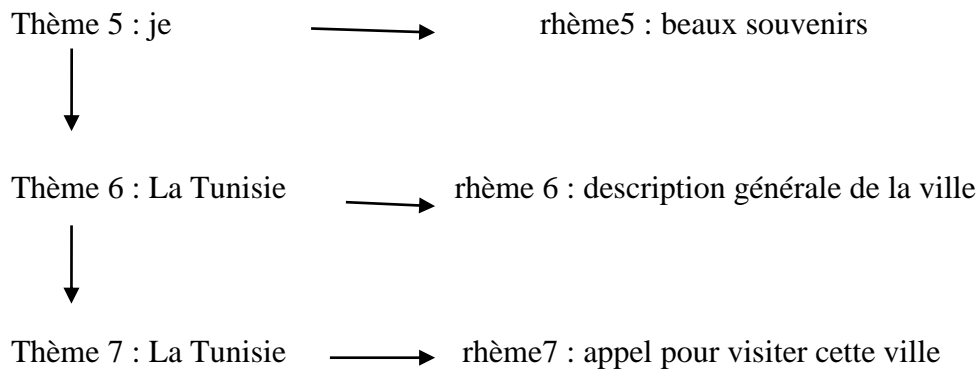 Thème 5 : je rhème5 : beaux souvenirs
Thème 6 : La Tunisie rhème 6 : description générale de la ville
Thème 7 : La Tunisie rhème7 : appel pour visiter cette ville